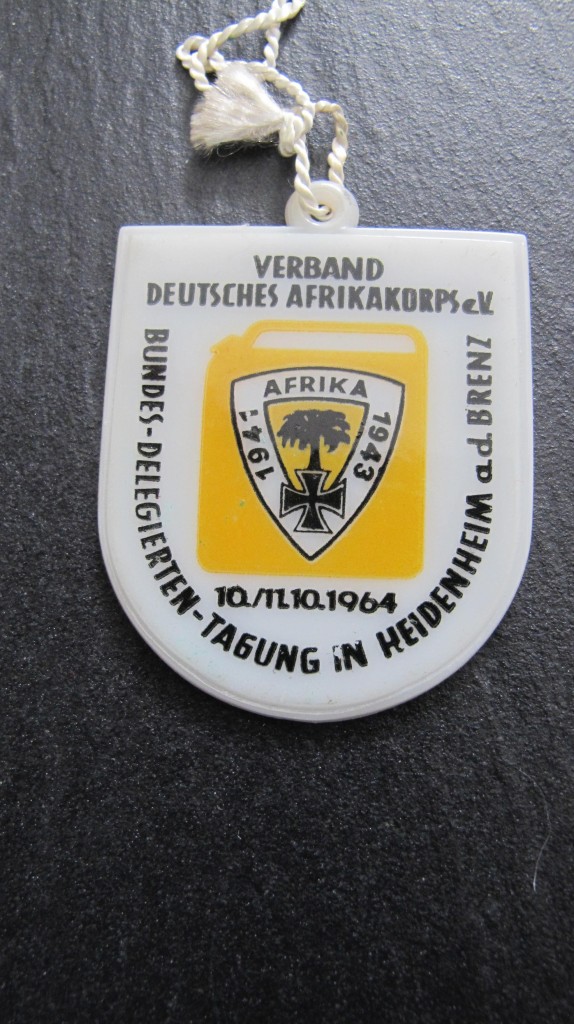 VERBAND
DEUTSCHES AFRIKAKORPS e.V.
BUNDES-DELEGIERTEN-TAGUNG IN HEIDENHEIM a.d. BRENZ
AFRIKA
1941
1943
10./11.10.1964